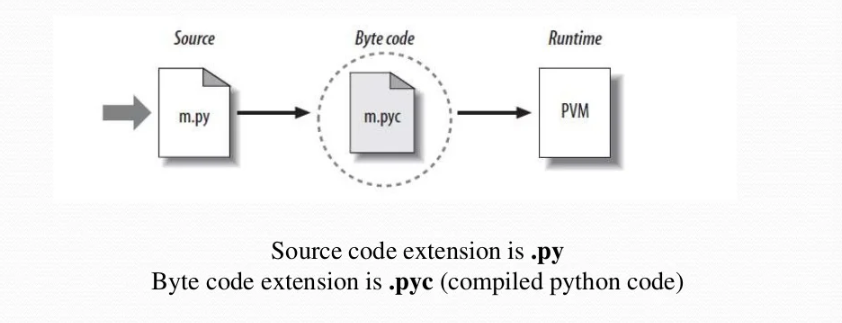 Source Byte code Runtime
m.py m.pyc PVM
Source code extension is .py
Byte code extension is .pyc (compiled python code)